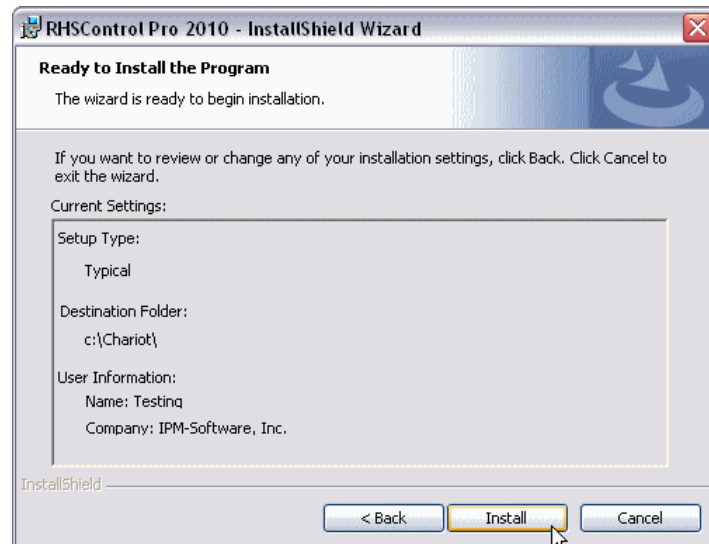 RHSControl Pro 2010 - InstallShield Wizard
Ready to Install the Program
The wizard is ready to begin installation.
If you want to review or change any of your installation settings, click Back. Click Cancel to
exit the wizard.
Current Settings:
Setup Type:
Typical
Destination Folder:
c:\Chariot\
User Information:
Name: Testing
Company: IPM-Software, Inc.
InstallShield
< Back
Install
Cancel